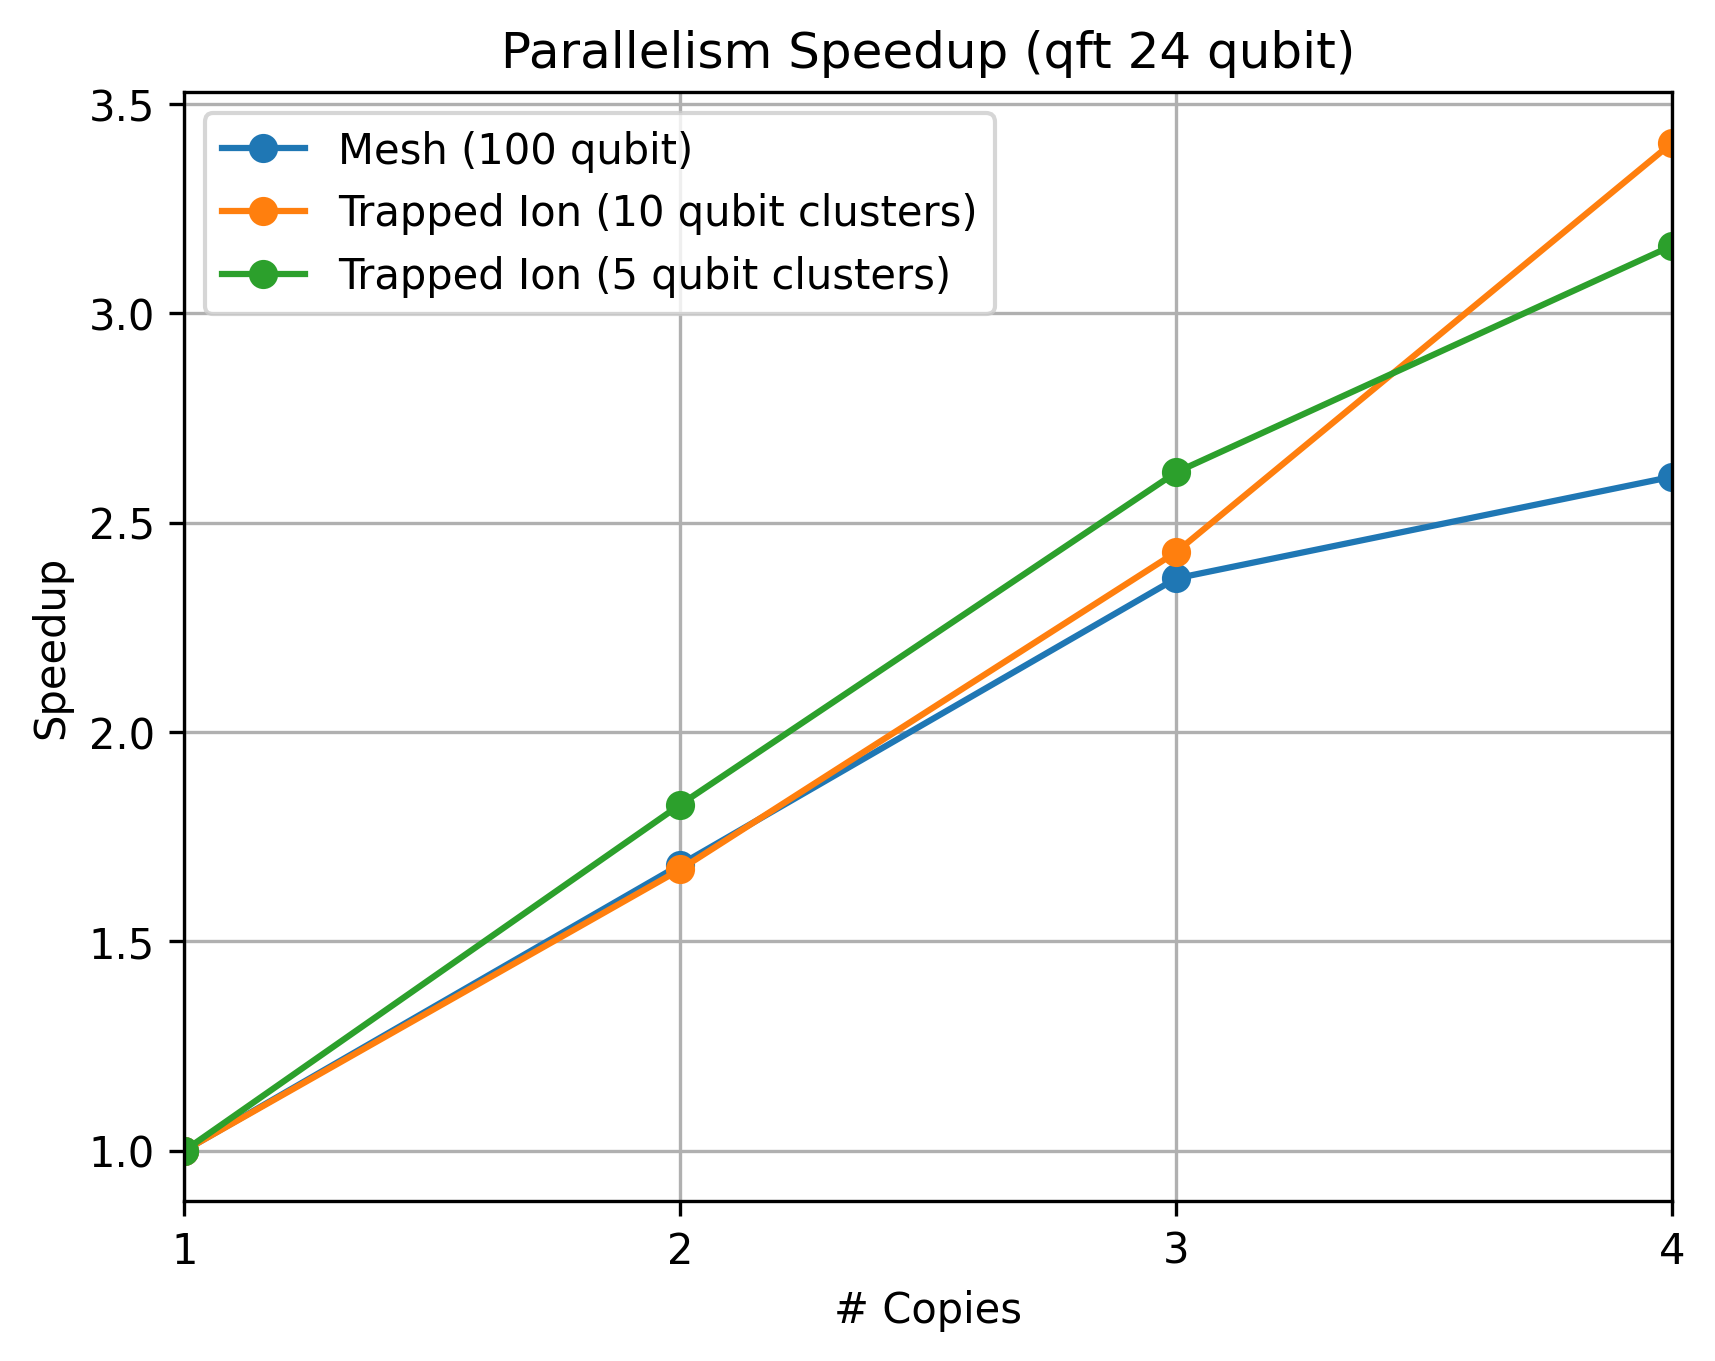 Parallelism Speedup (qft 24 qubit)
Mesh (100 qubit)
Trapped Ion (10 qubit clusters)
Trapped Ion (5 qubit clusters)
3.5
3.0
2.5
2.0
1.5
1.0
Speedup
1 2 3 4
# Copies